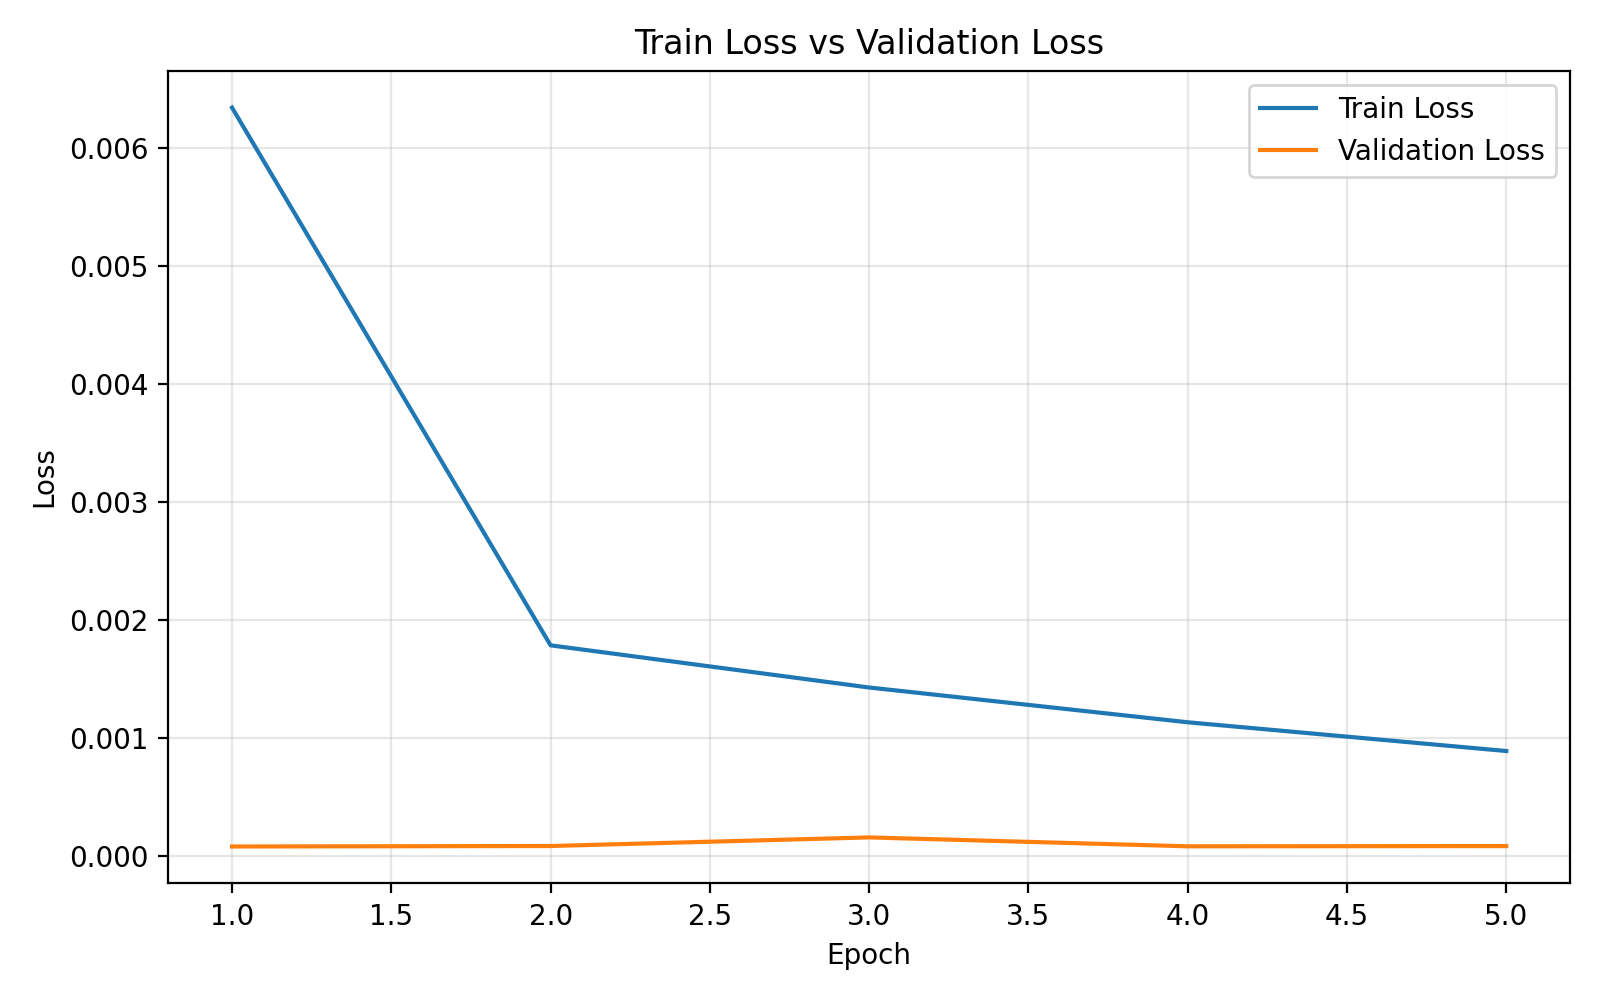 Train Loss vs Validation Loss
Train Loss
Validation Loss
0.006
0.005
0.004
0.003
0.002
0.001
0.000
Loss
1.0 1.5 2.0 2.5 3.0 3.5 4.0 4.5 5.0
Epoch